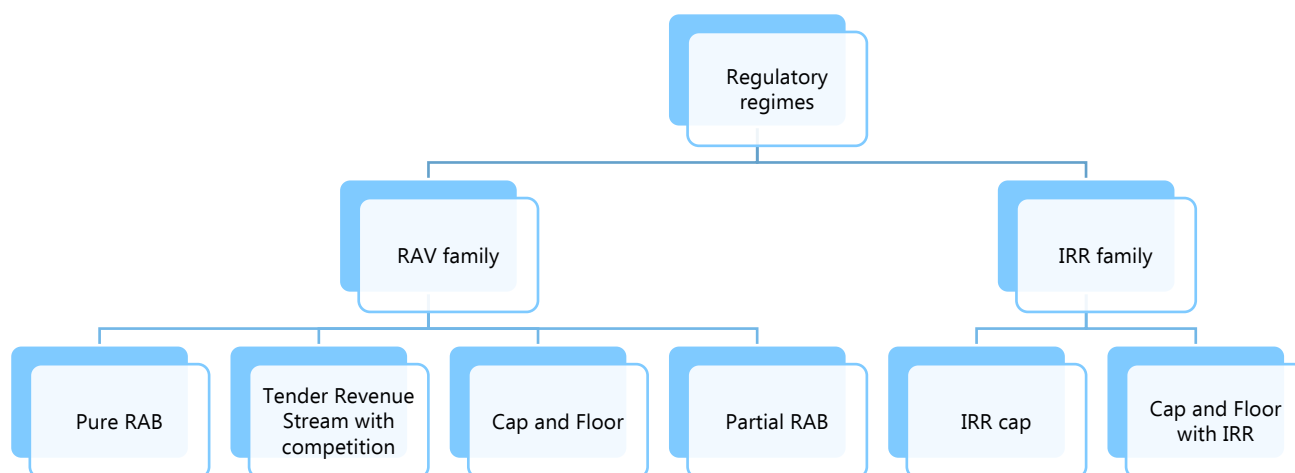 Regulatory
regimes
RAV family
IRR family
Pure RAB
Tender Revenue
Stream with
competition
Cap and Floor
Partial RAB
IRR cap
Cap and Floor
with IRR